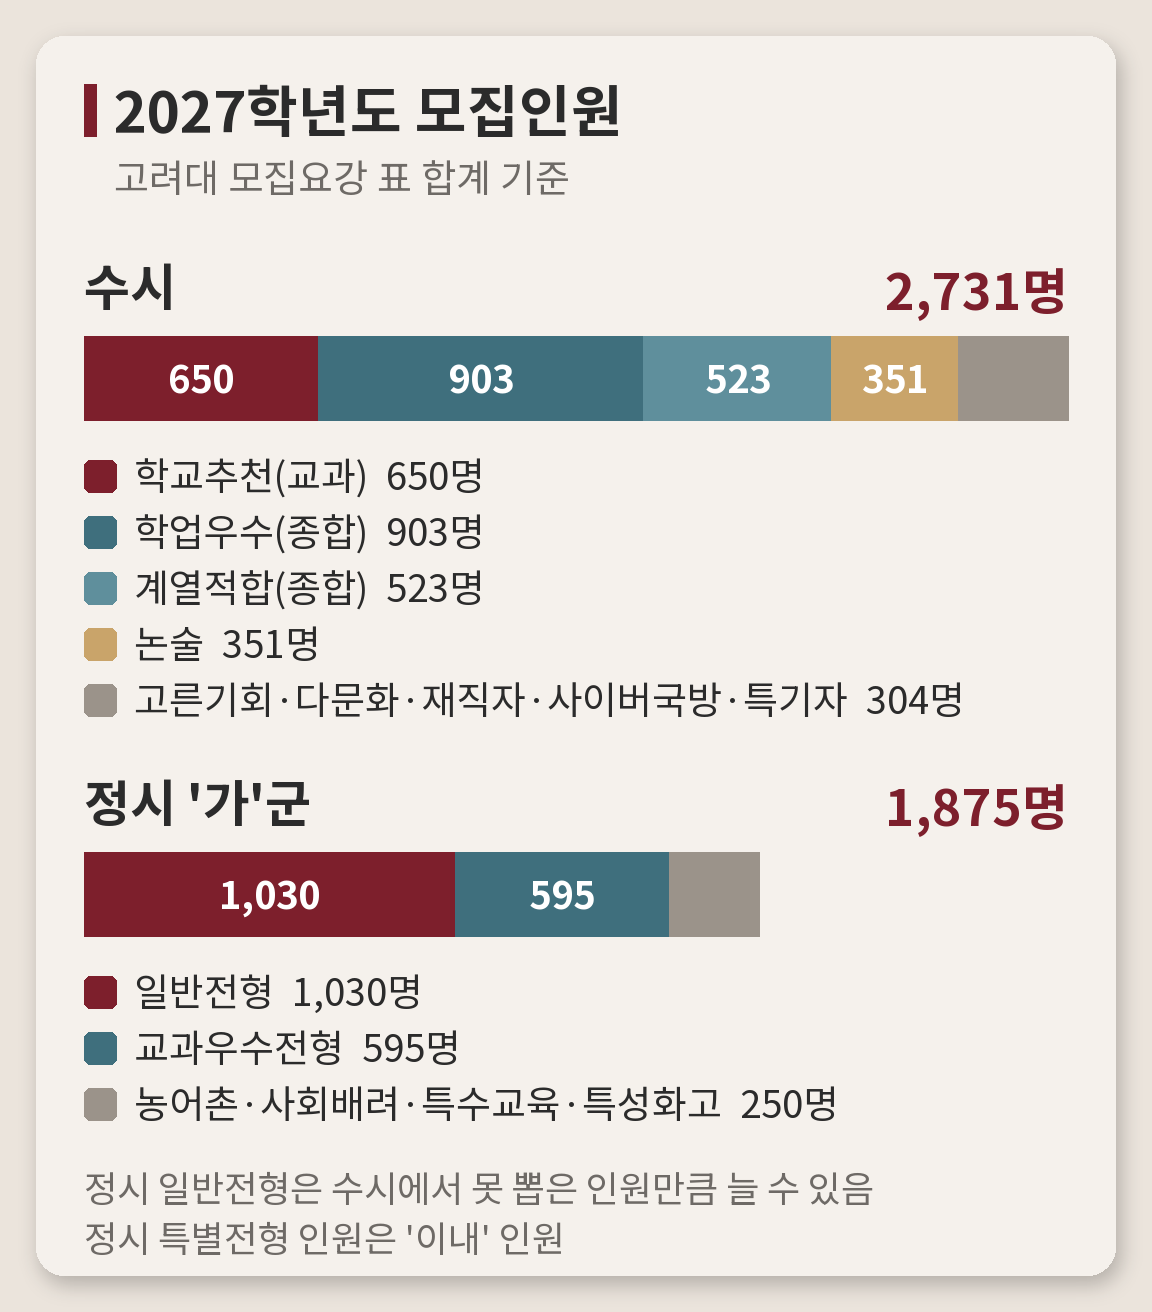 2027학년도 모집인원
고려대 모집요강 표 합계 기준
수시 2,731명
650 903 523 351
학교추천(교과) 650명
학업우수(종합) 903명
계열적합(종합) 523명
논술 351명
고른기회·다문화·재직자·사이버국방·특기자 304명
정시 '가'군 1,875명
1,030 595
일반전형 1,030명
교과우수전형 595명
농어촌·사회배려·특수교육·특성화고 250명
정시 일반전형은 수시에서 못 뽑은 인원만큼 늘 수 있음
정시 특별전형 인원은 '이내' 인원